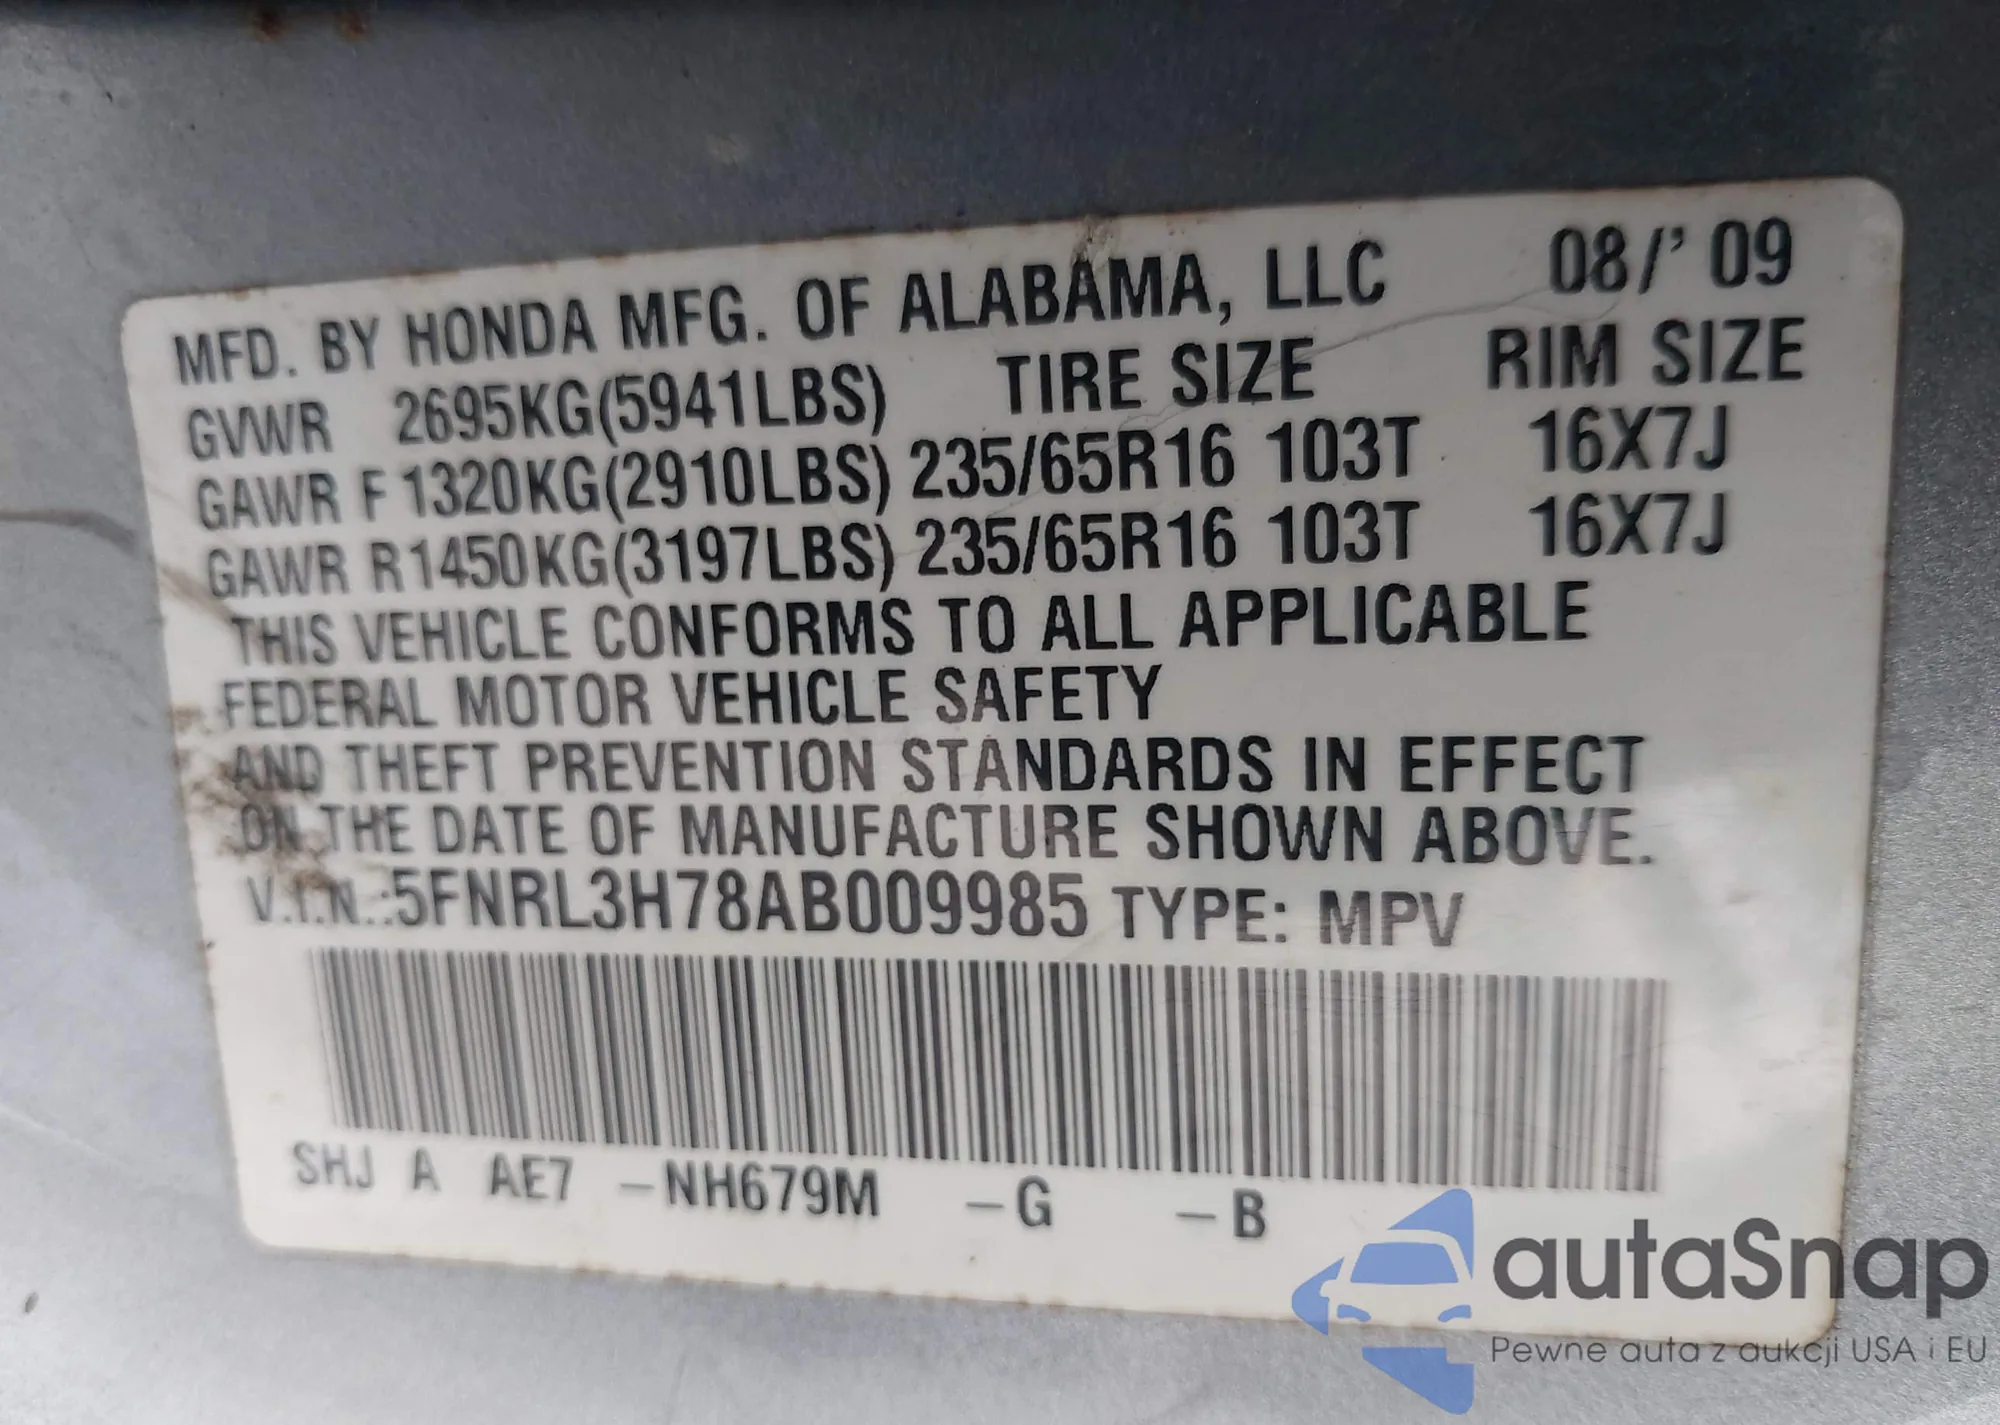 MFD. BY HONDA MFG. OF ALABAMA, LLC 08/'09
GVWR 2695KG(5941LBS) TIRE SIZE RIM SIZE
GAWR F 1320KG(2910LBS) 235/65R16 103T 16X7J
GAWR R 1450KG(3197LBS) 235/65R16 103T 16X7J
THIS VEHICLE CONFORMS TO ALL APPLICABLE
FEDERAL MOTOR VEHICLE SAFETY
AND THEFT PREVENTION STANDARDS IN EFFECT
ON THE DATE OF MANUFACTURE SHOWN ABOVE.
V.I.N.:5FNRL3H78AB009985 TYPE: MPV
SHJ A AE7 -NH679M -G -B
autaSnap
Pewne auta z aukcji USA i EU